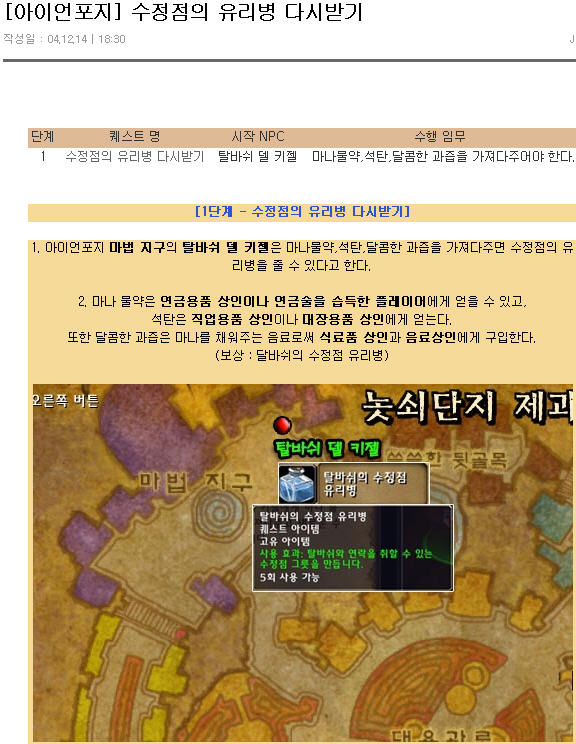 [아이언포지] 수정점의 유리병 다시받기
작성일 : 04,12,14 | 18:30
단계 퀘스트 명 시작 NPC 수행 임무
1 수정점의 유리병 다시받기 탈바쉬 델 키젤 마나물약,석탄,달콤한 과즙을 가져다주어야 한다.
[1단계 - 수정점의 유리병 다시받기]
1. 아이언포지 마법 지구의 탈바쉬 델 키젤은 마나물약,석탄,달콤한 과즙을 가져다주면 수정점의 유
리병을 줄 수 있다고 한다.
2. 마나 물약은 연금용품 상인이나 연금술을 습득한 플레이어에게 얻을 수 있고,
석탄은 직업용품 상인이나 대장용품 상인에게 얻는다.
또한 달콤한 과즙은 마나를 채워주는 음료로써 식료품 상인과 음료상인에게 구입한다.
(보상 : 탈바쉬의 수정점 유리병)
오른쪽 버튼
놋쇠단지 제과
탈바쉬 델 키젤
쓸쓸한 뒷골목
마법 지구
탈바쉬의 수정점
유리병
탈바쉬의 수정점 유리병
퀘스트 아이템
고유 아이템
사용 효과: 탈바쉬와 연락을 취할 수 있는
수정점 그릇을 만듭니다.
5회 사용 가능
대용광로